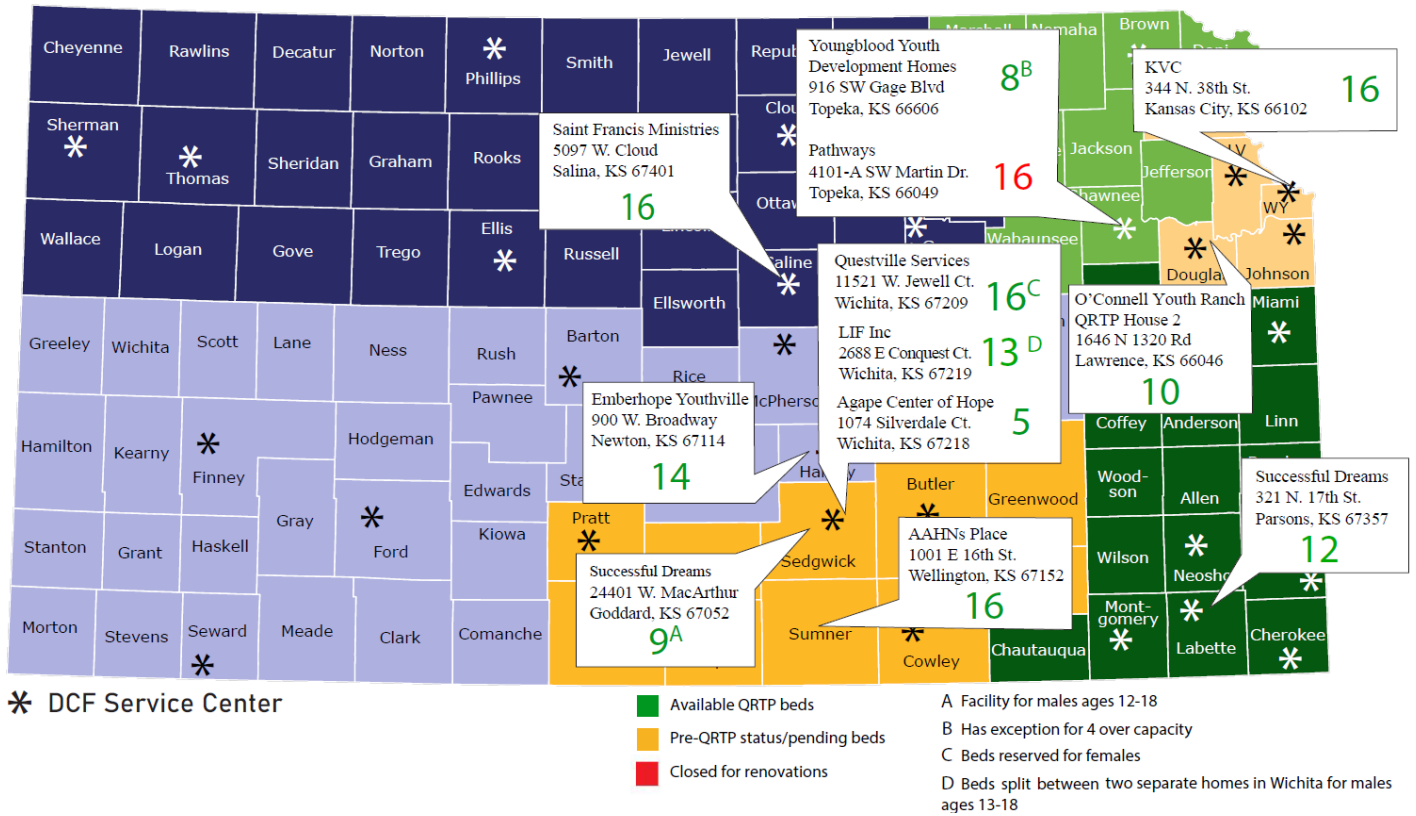 Cheyenne
Rawlins
Decatur
Norton
Phillips
Smith
Jewell
Brown
Sherman
Thomas
Sheridan
Graham
Rooks
Jackson
Jefferson
Wallace
Logan
Gove
Trego
Ellis
Russell
Ellsworth
Wabaunsee
WY
Johnson
Miami
Youngblood Youth
Development Homes
916 SW Gage Blvd
Topeka, KS 66606
8B
Pathways
4101-A SW Martin Dr.
Topeka, KS 66049
16
KVC
344 N. 38th St.
Kansas City, KS 66102
16
Saint Francis Ministries
5097 W. Cloud
Salina, KS 67401
16
Questville Services
11521 W. Jewell Ct.
Wichita, KS 67209
16C
LIF Inc
2688 E Conquest Ct.
Wichita, KS 67219
13 D
Agape Center of Hope
1074 Silverdale Ct.
Wichita, KS 67218
5
O'Connell Youth Ranch
QRTP House 2
1646 N 1320 Rd
Lawrence, KS 66046
10
Greeley
Wichita
Scott
Lane
Ness
Rush
Barton
Rice
Pawnee
Hamilton
Kearny
Finney
Hodgeman
Edwards
Gray
Ford
Kiowa
Pratt
Stanton
Grant
Haskell
Morton
Stevens
Seward
Meade
Clark
Comanche
Emberhope Youthville
900 W. Broadway
Newton, KS 67114
14
Coffey
Anderson
Linn
Butler
Greenwood
Wood-
son
Allen
Sedgwick
Wilson
Sumner
Cowley
Chautauqua
Mont-
gomery
Labette
Cherokee
Successful Dreams
321 N. 17th St.
Parsons, KS 67357
12
AAHNs Place
1001 E 16th St.
Wellington, KS 67152
16
Successful Dreams
24401 W. MacArthur
Goddard, KS 67052
9A
* DCF Service Center
Available QRTP beds
Pre-QRTP status/pending beds
Closed for renovations
A Facility for males ages 12-18
B Has exception for 4 over capacity
C Beds reserved for females
D Beds split between two separate homes in Wichita for males
ages 13-18